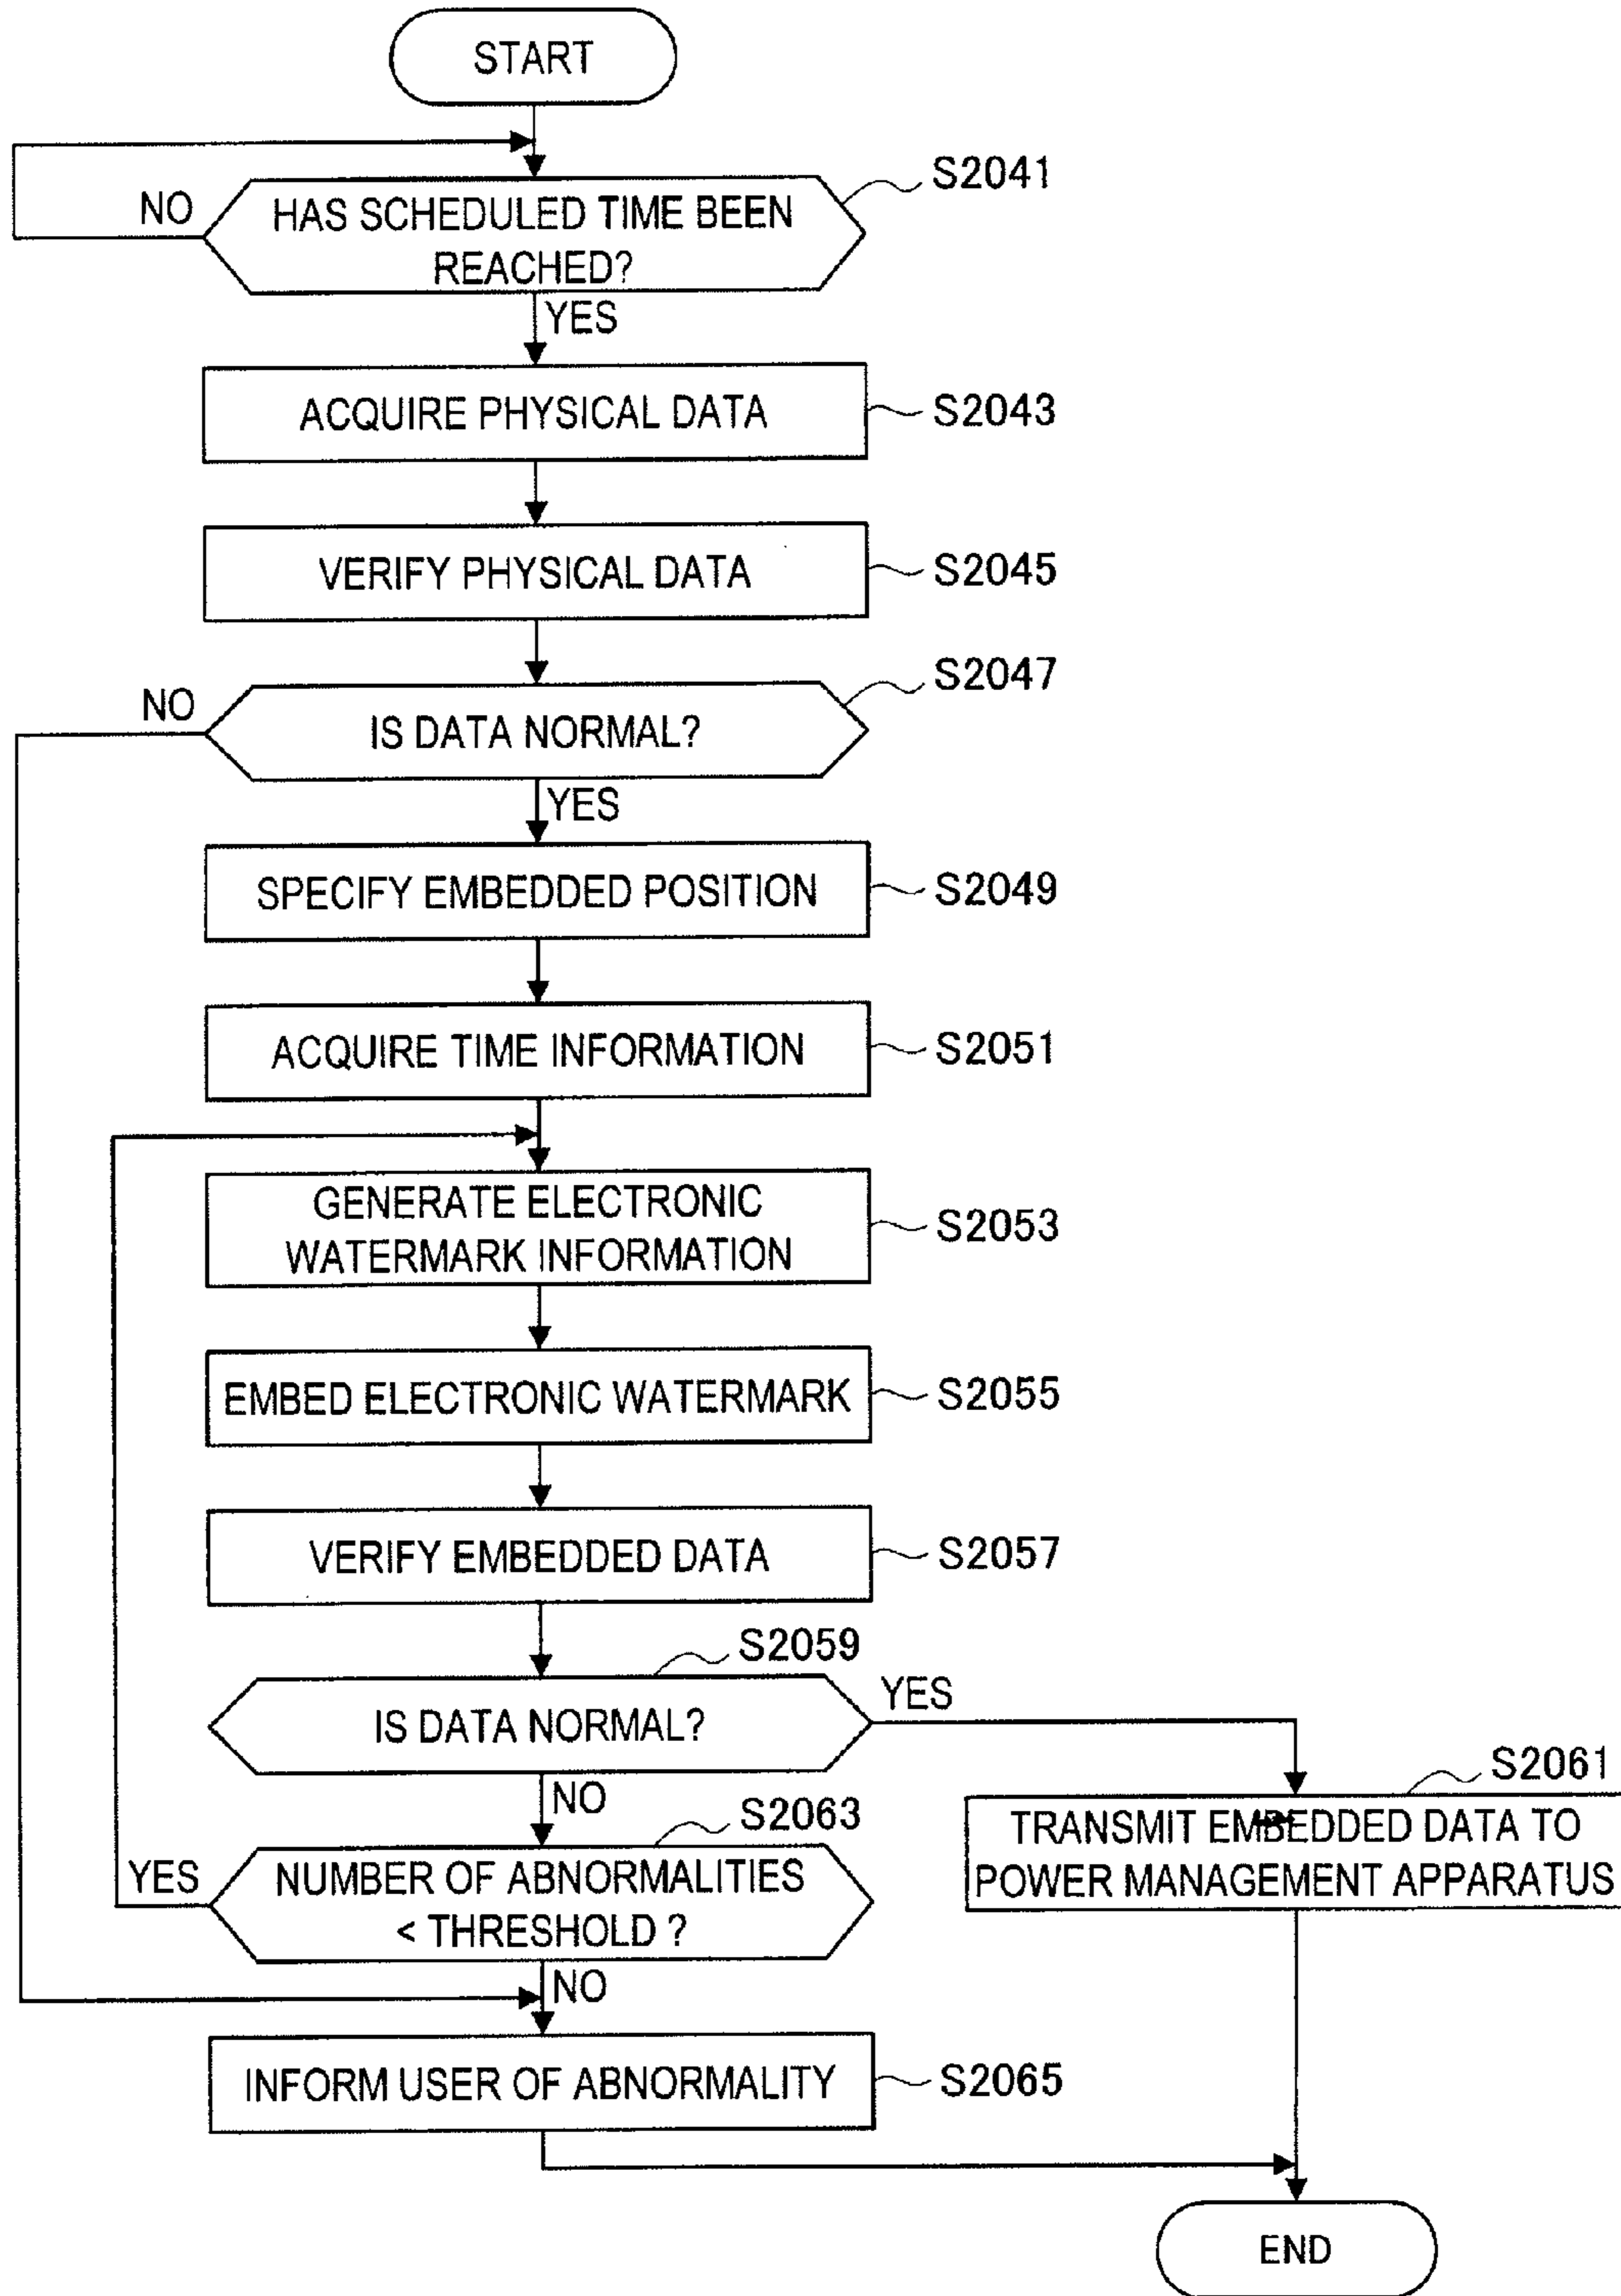 START
S2041
NO
HAS SCHEDULED TIME BEEN
REACHED?
YES
ACQUIRE PHYSICAL DATA
S2043
VERIFY PHYSICAL DATA
S2045
S2047
NO
IS DATA NORMAL?
YES
SPECIFY EMBEDDED POSITION
S2049
ACQUIRE TIME INFORMATION
S2051
GENERATE ELECTRONIC
WATERMARK INFORMATION
S2053
EMBED ELECTRONIC WATERMARK
S2055
VERIFY EMBEDDED DATA
S2057
S2059
IS DATA NORMAL?
YES
NO
S2061
TRANSMIT EMBEDDED DATA TO
POWER MANAGEMENT APPARATUS
S2063
YES
NUMBER OF ABNORMALITIES
< THRESHOLD ?
NO
INFORM USER OF ABNORMALITY
S2065
END